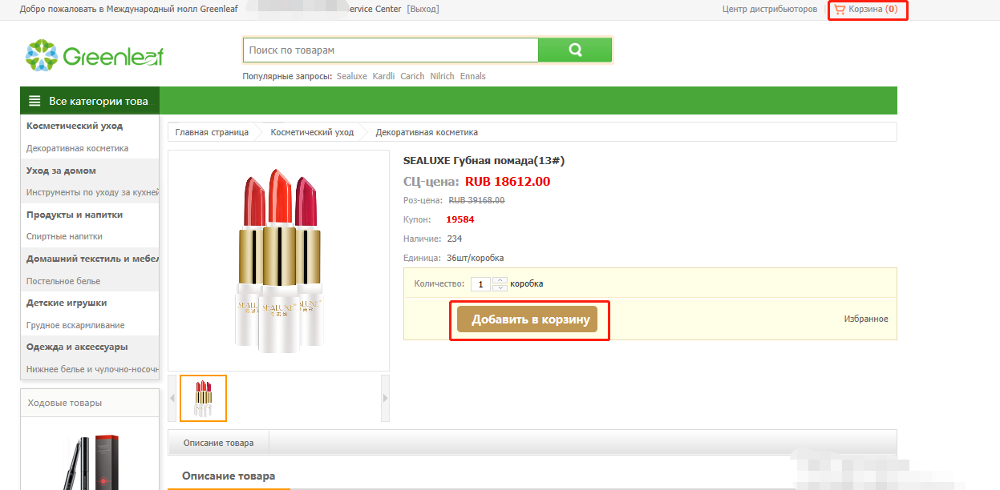 Добро пожаловать в Международный молл Greenleaf ervice Center [Выход] Центр дистрибьюторов Корзина (0)
Greenleaf
Поиск по товарам
Популярные запросы: Sealuxe Kardli Carich Nilrich Ennals
Все категории това
Косметический уход
Декоративная косметика
Уход за домом
Инструменты по уходу за кухней
Продукты и напитки
Спиртные напитки
Домашний текстиль и мебел
Постельное белье
Детские игрушки
Грудное вскармливание
Одежда и аксессуары
Нижнее белье и чулочно-носочн
Ходовые товары
Главная страница Косметический уход Декоративная косметика
SEALUXE
SEALUXE Губная помада(13#)
СЦ-цена: RUB 18612.00
Роз-цена: RUB 39168.00
Купон: 19584
Наличие: 234
Единица: 36шт/коробка
Количество: 1 коробка
Добавить в корзину
Избранное
Описание товара
Описание товара